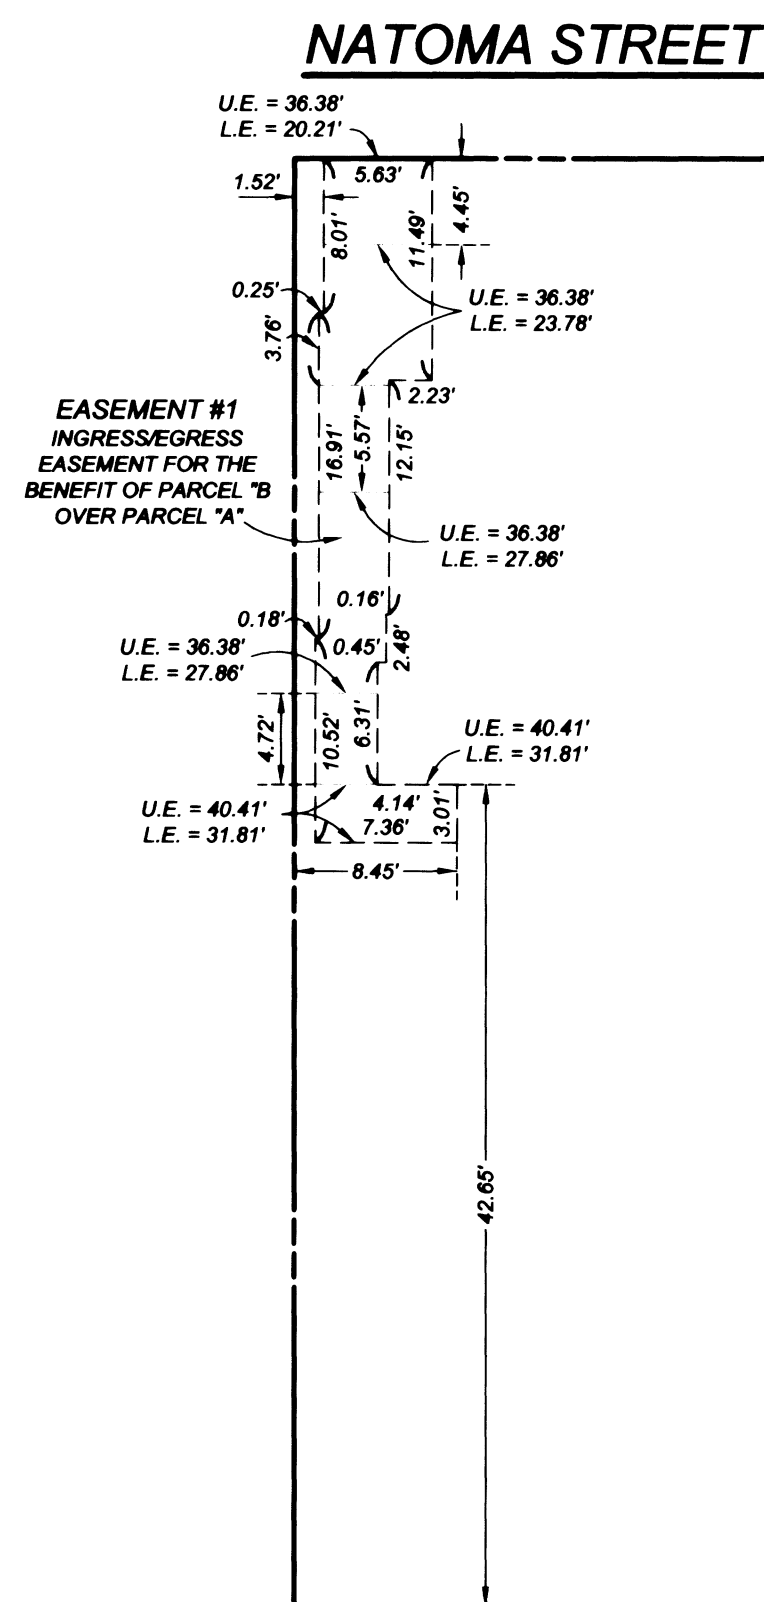 NATOMA STREET
U.E. = 36.38'
L.E. = 20.21'
1.52'
5.63'
8.01'
11.49'
4.45'
0.25'
3.76'
U.E. = 36.38'
L.E. = 23.78'
2.23'
EASEMENT #1
INGRESS/EGRESS
EASEMENT FOR THE
BENEFIT OF PARCEL "B
OVER PARCEL "A"
16.91'
5.57'
12.15'
U.E. = 36.38'
L.E. = 27.86'
0.16'
0.18'
0.45'
2.48'
U.E. = 36.38'
L.E. = 27.86'
4.72'
10.52'
6.31'
U.E. = 40.41'
L.E. = 31.81'
U.E. = 40.41'
L.E. = 31.81'
4.14'
7.36'
3.01'
8.45'
42.65'